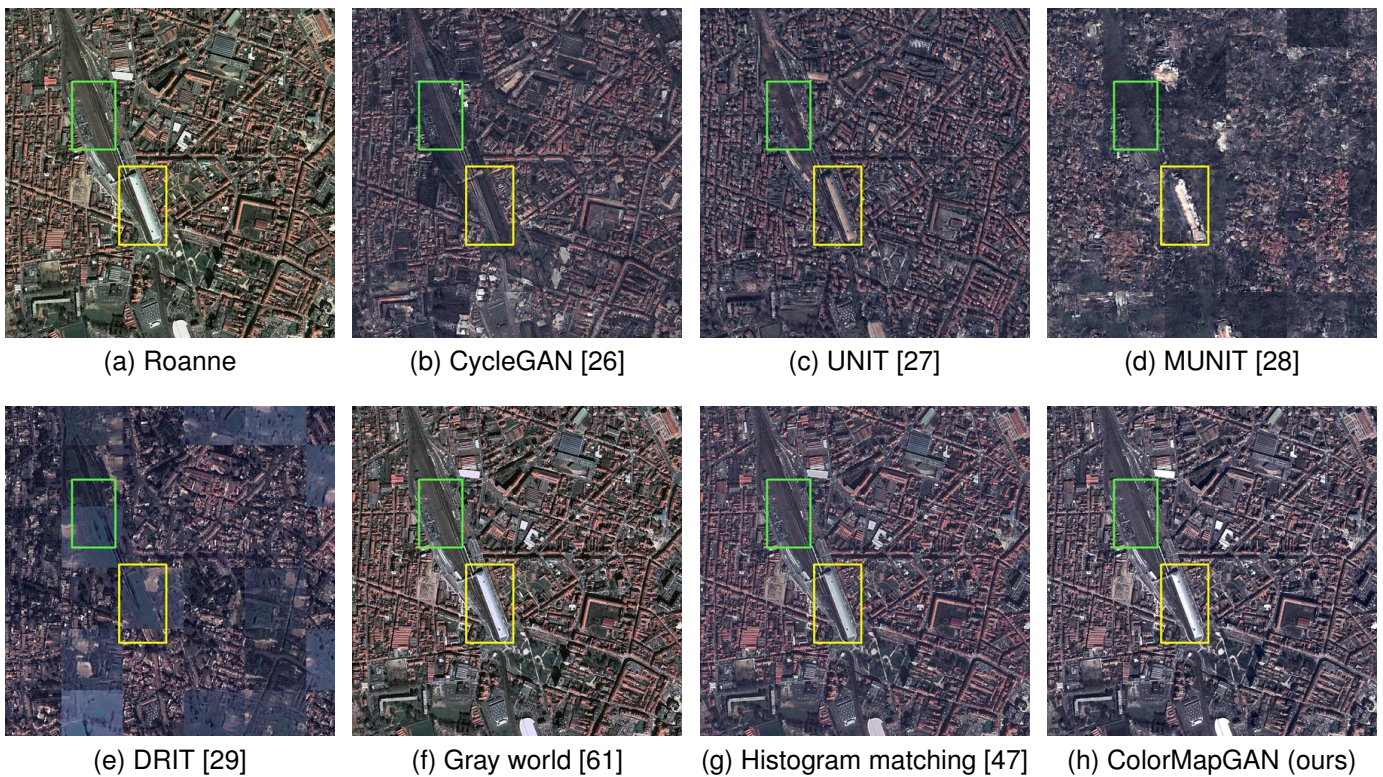 (a) Roanne
(b) CycleGAN [26]
(c) UNIT [27]
(d) MUNIT [28]
(e) DRIT [29]
(f) Gray world [61]
(g) Histogram matching [47]
(h) ColorMapGAN (ours)